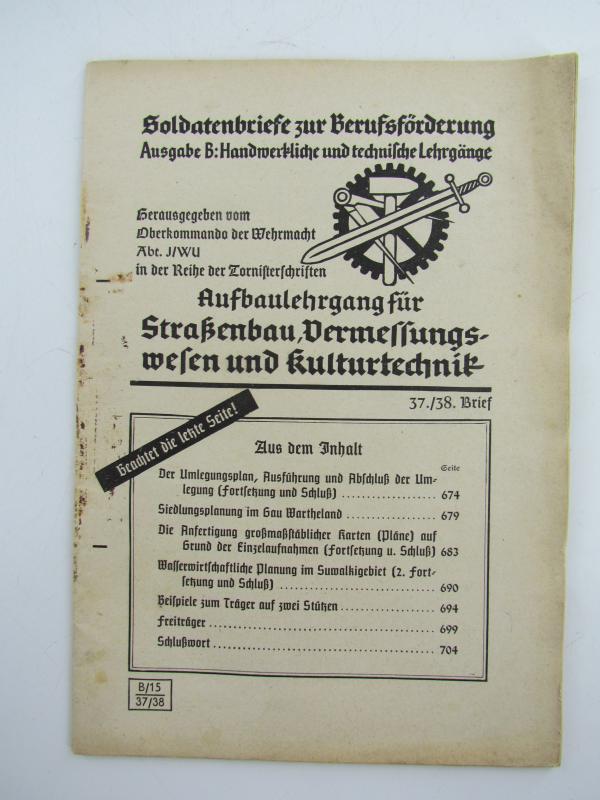 Soldatenbriefe zur Berufsförderung
Ausgabe B: Handwerkliche und technische Lehrgänge
Herausgegeben vom
Oberkommando der Wehrmacht
Abt. J/WU
in der Reihe der Tornisterschriften
Aufbaulehrgang für
Straßenbau, Vermessungs-
wesen und Kulturtechnik
37./38. Brief
Beachtet die letzte Seite!
Aus dem Inhalt
Seite
Der Umlegungsplan, Ausführung und Abschluß der Um-
legung (Fortsetzung und Schluß) .................. 674
Siedlungsplanung im Gau Wartheland ................. 679
Die Anfertigung großmaßstäblicher Karten (Pläne) auf
Grund der Einzelaufnahmen (Fortsetzung u. Schluß) 683
Wasserwirtschaftliche Planung im Suwalkigebiet (2. Fort-
setzung und Schluß) ............................. 690
Beispiele zum Träger auf zwei Stützen .................. 694
Freiträger .......................................... 699
Schlußwort ......................................... 704
B/15
37/38